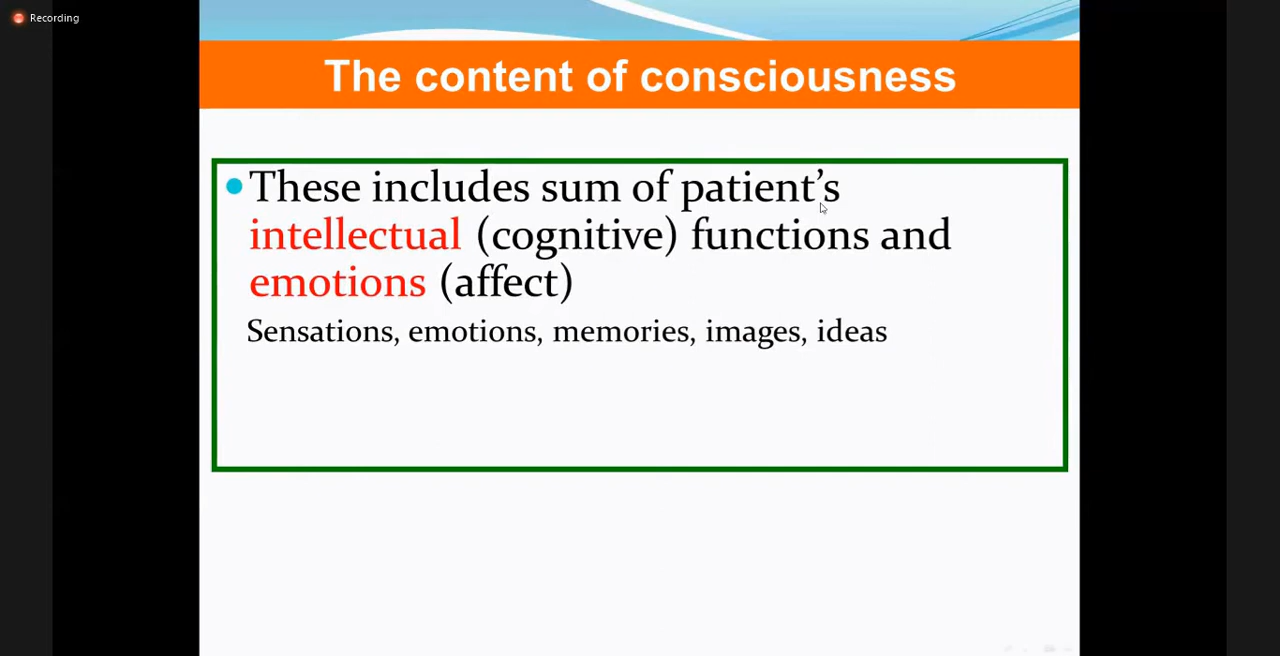 Recording
The content of consciousness
These includes sum of patient’s
intellectual (cognitive) functions and
emotions (affect)
Sensations, emotions, memories, images, ideas